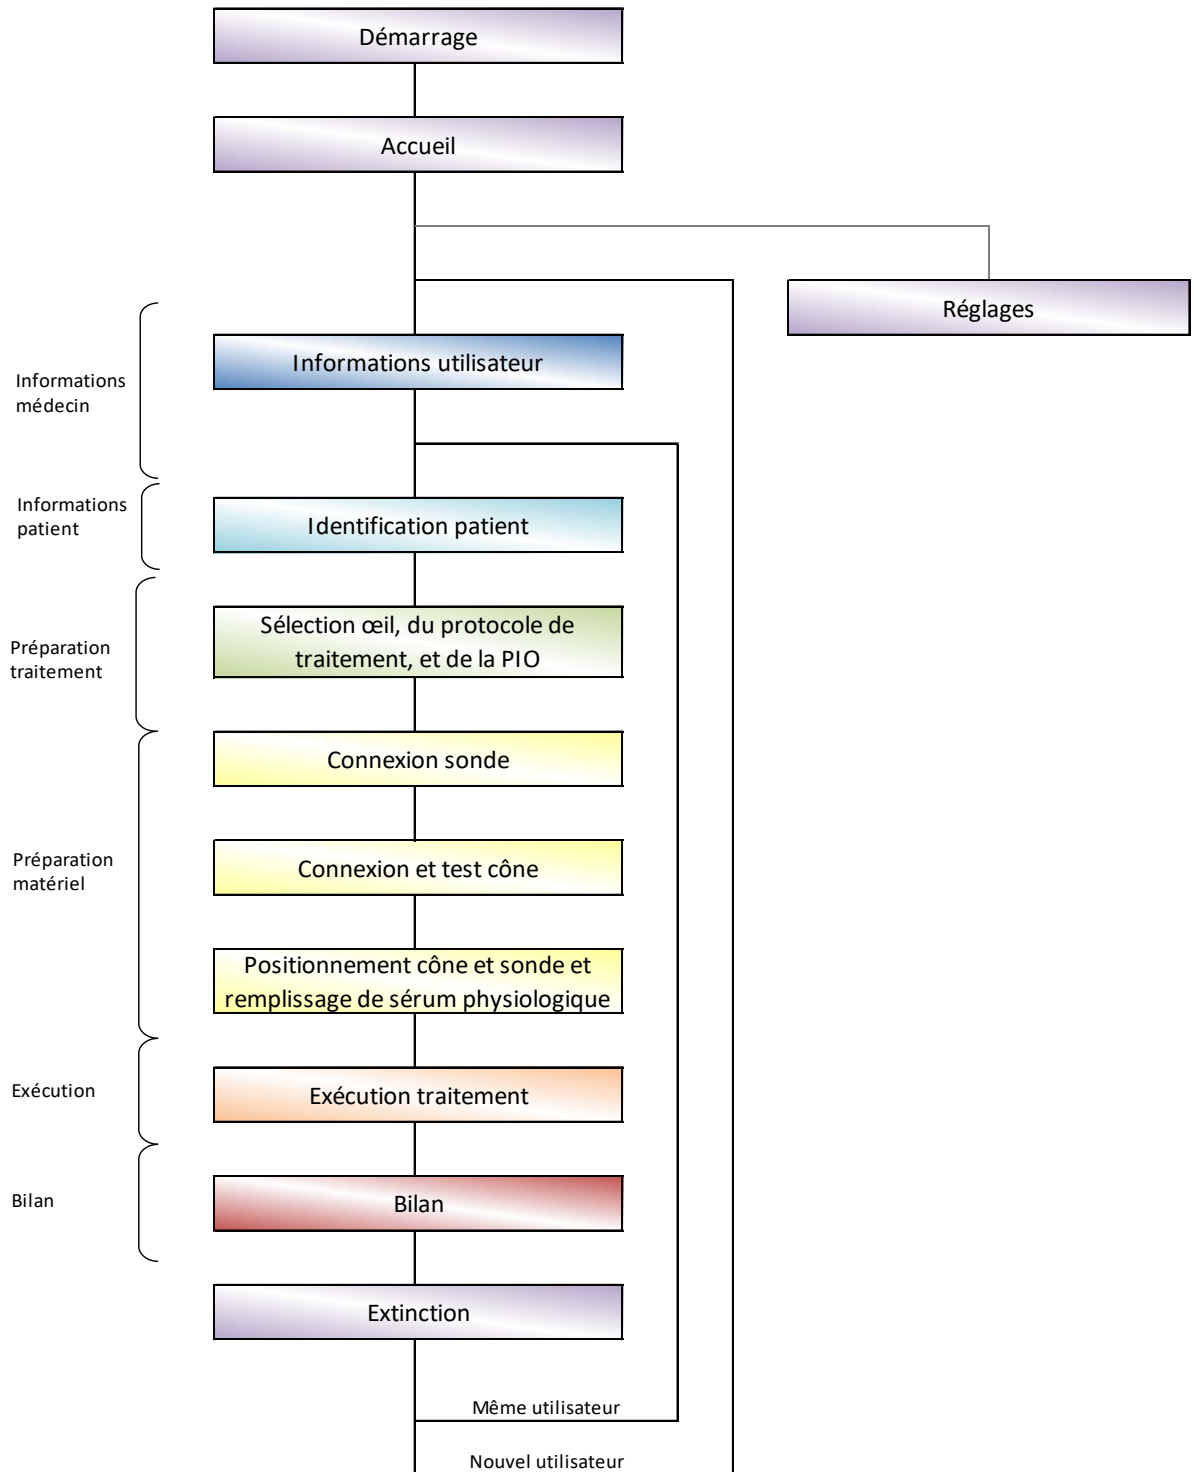 Démarrage
Accueil
Réglages
Informations
médecin
Informations utilisateur
Informations
patient
Identification patient
Préparation
traitement
Sélection œil, du protocole de
traitement, et de la PIO
Connexion sonde
Préparation
matériel
Connexion et test cône
Positionnement cône et sonde et
remplissage de sérum physiologique
Exécution
Exécution traitement
Bilan
Bilan
Extinction
Même utilisateur
Nouvel utilisateur